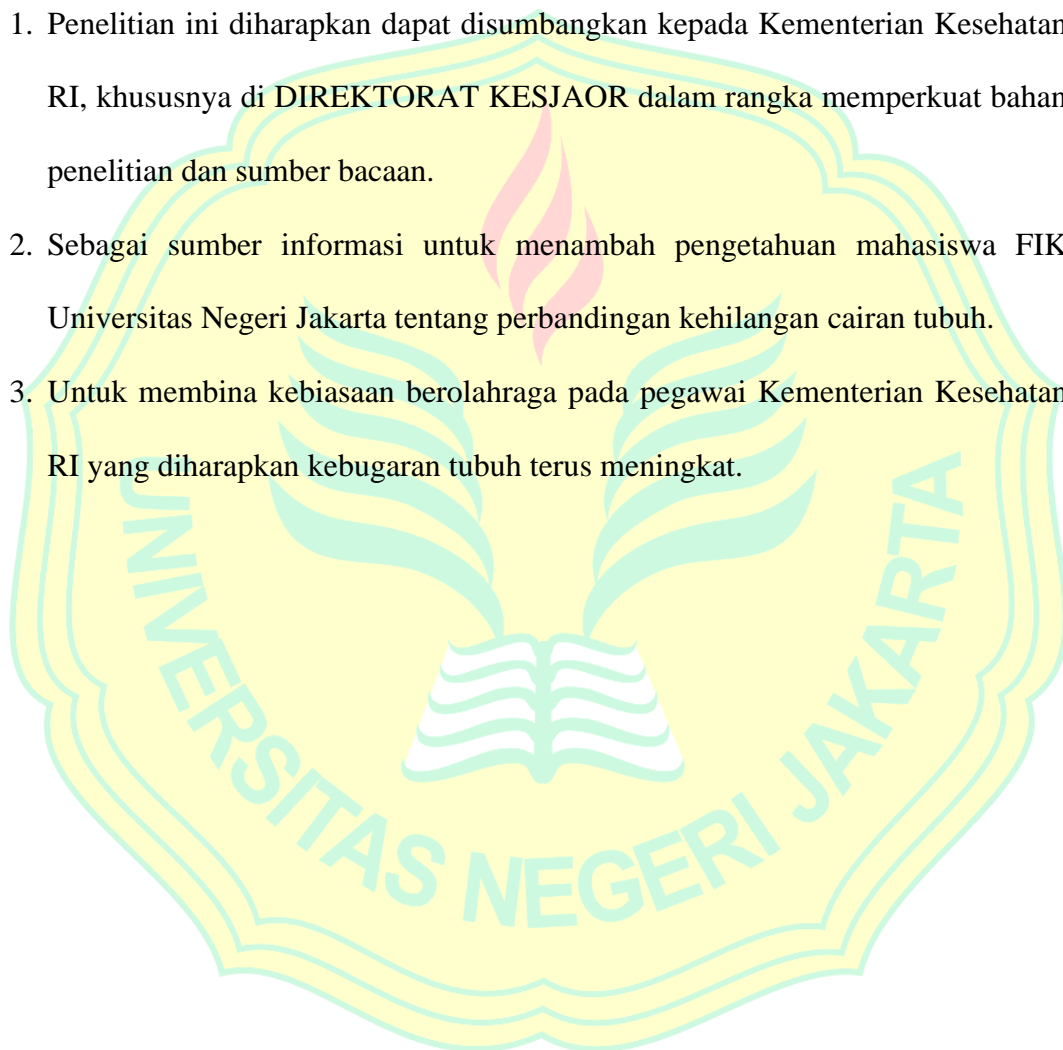 1. Penelitian ini diharapkan dapat disumbangkan kepada Kementerian Kesehatan
RI, khususnya di DIREKTORAT KESJAOR dalam rangka memperkuat bahan
penelitian dan sumber bacaan.
2. Sebagai sumber informasi untuk menambah pengetahuan mahasiswa FIK
Universitas Negeri Jakarta tentang perbandingan kehilangan cairan tubuh.
3. Untuk membina kebiasaan berolahraga pada pegawai Kementerian Kesehatan
RI yang diharapkan kebugaran tubuh terus meningkat.
UNIVERSITAS NEGERI JAKARTA